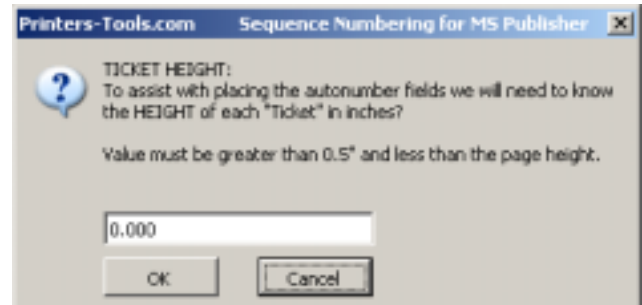 Printers-Tools.com Sequence Numbering for MS Publisher
TICKET HEIGHT:
To assist with placing the autonumber fields we will need to know
the HEIGHT of each "Ticket" in inches?
Value must be greater than 0.5" and less than the page height.
0.000
OK Cancel